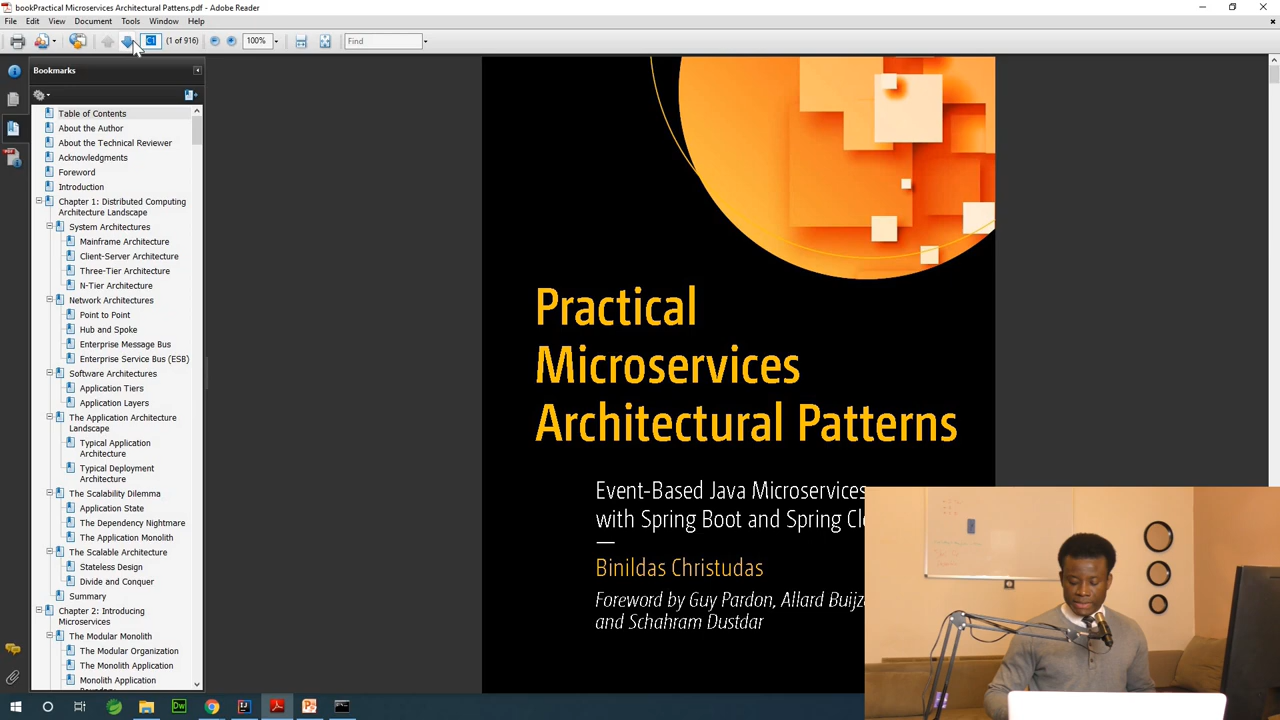 bookPractical Microservices Architectural Pattens.pdf - Adobe Reader
File Edit View Document Tools Window Help
C1 (1 of 916) 100% Find
Bookmarks
Table of Contents
About the Author
About the Technical Reviewer
Acknowledgments
Foreword
Introduction
Chapter 1: Distributed Computing
Architecture Landscape
System Architectures
Mainframe Architecture
Client-Server Architecture
Three-Tier Architecture
N-Tier Architecture
Network Architectures
Point to Point
Hub and Spoke
Enterprise Message Bus
Enterprise Service Bus (ESB)
Software Architectures
Application Tiers
Application Layers
The Application Architecture
Landscape
Typical Application
Architecture
Typical Deployment
Architecture
The Scalability Dilemma
Application State
The Dependency Nightmare
The Application Monolith
The Scalable Architecture
Stateless Design
Divide and Conquer
Summary
Chapter 2: Introducing
Microservices
The Modular Monolith
The Modular Organization
The Monolith Application
Monolith Application
Practical
Microservices
Architectural Patterns
Event-Based Java Microservices
with Spring Boot and Spring Cl
Binildas Christudas
Foreword by Guy Pardon, Allard Buijz
and Schahram Dustdar
Dw